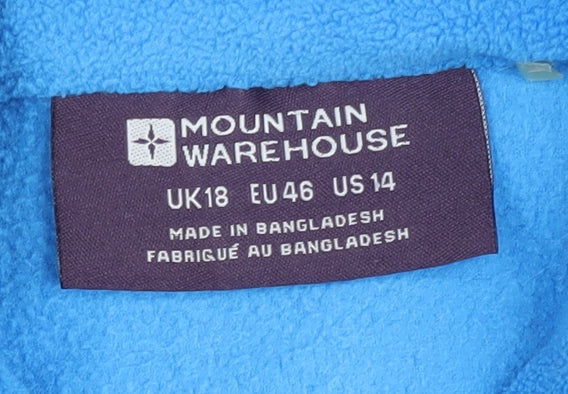 MOUNTAIN
WAREHOUSE
UK18 EU46 US14
MADE IN BANGLADESH
FABRIQUÉ AU BANGLADESH